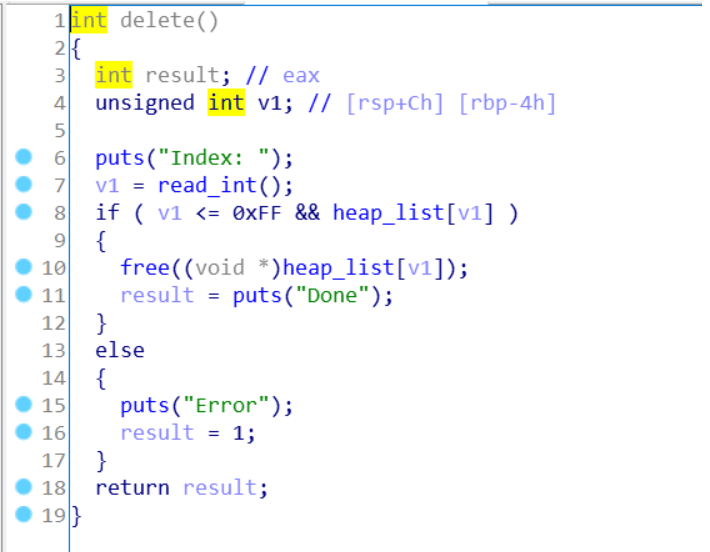 1 int delete()
2 {
3   int result; // eax
4   unsigned int v1; // [rsp+Ch] [rbp-4h]
5
6   puts("Index: ");
7   v1 = read_int();
8   if ( v1 <= 0xFF && heap_list[v1] )
9   {
10     free((void *)heap_list[v1]);
11     result = puts("Done");
12   }
13   else
14   {
15     puts("Error");
16     result = 1;
17   }
18   return result;
19 }